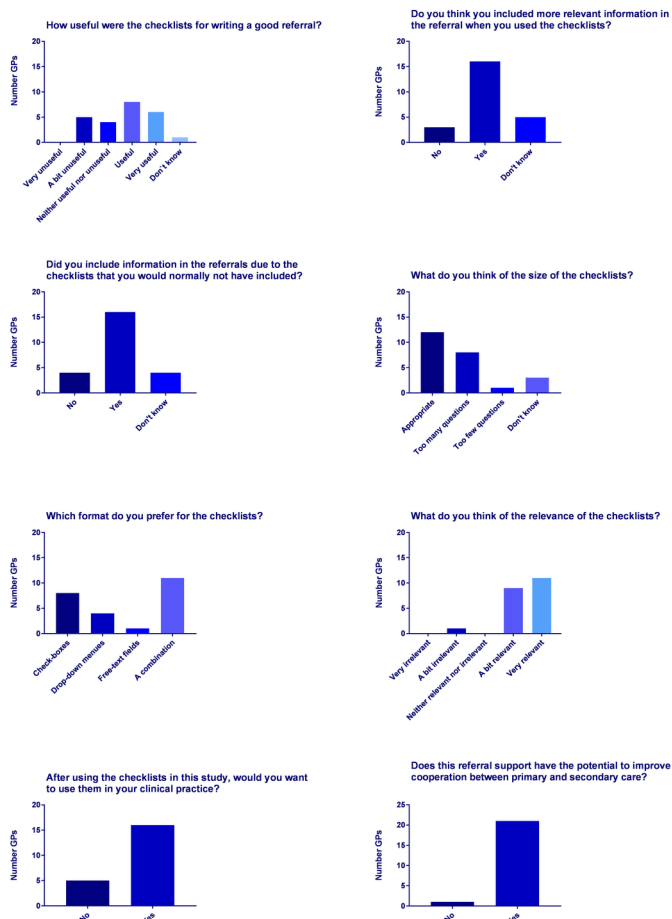 How useful were the checklists for writing a good referral?
Number GPs
20
15
10
5
0
Very unuseful
A bit unuseful
Neither useful nor unuseful
Useful
Very useful
Don't know
Do you think you included more relevant information in
the referral when you used the checklists?
Number GPs
20
15
10
5
0
No
Yes
Don't know
Did you include information in the referrals due to the
checklists that you would normally not have included?
Number GPs
20
15
10
5
0
No
Yes
Don't know
What do you think of the size of the checklists?
Number GPs
20
15
10
5
0
Appropriate
Too many questions
Too few questions
Don't know
Which format do you prefer for the checklists?
Number GPs
20
15
10
5
0
Check-boxes
Drop-down menues
Free-text fields
A combination
What do you think of the relevance of the checklists?
Number GPs
20
15
10
5
0
Very irrelevant
A bit irrelevant
Neither relevant nor irrelevant
A bit relevant
Very relevant
After using the checklists in this study, would you want
to use them in your clinical practice?
Number GPs
20
15
10
5
0
No
Yes
Does this referral support have the potential to improve
cooperation between primary and secondary care?
Number GPs
25
20
15
10
5
0
No
Yes